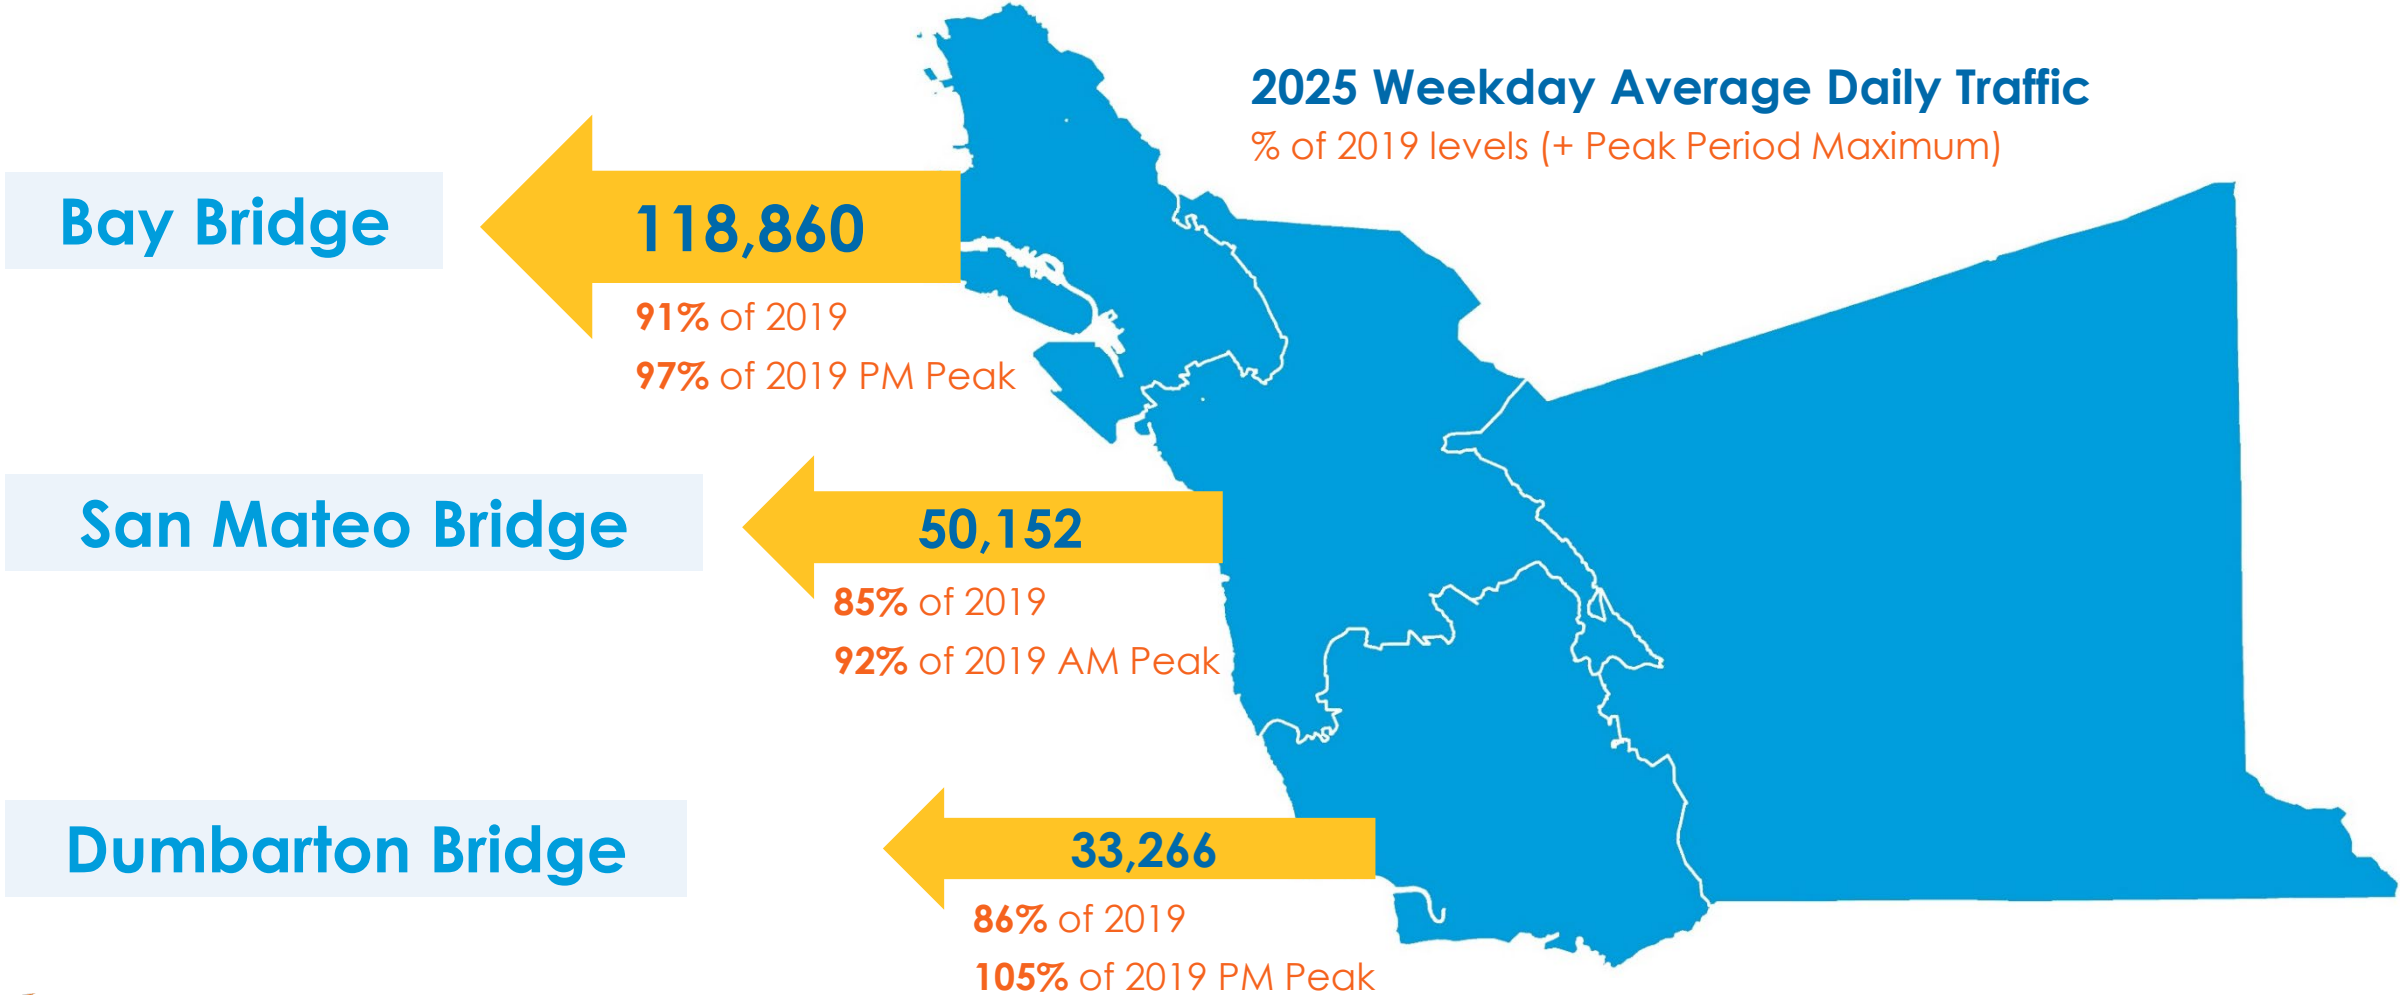 2025 Weekday Average Daily Traffic
% of 2019 levels (+ Peak Period Maximum)
Bay Bridge
118,860
91% of 2019
97% of 2019 PM Peak
San Mateo Bridge
50,152
85% of 2019
92% of 2019 AM Peak
Dumbarton Bridge
33,266
86% of 2019
105% of 2019 PM Peak